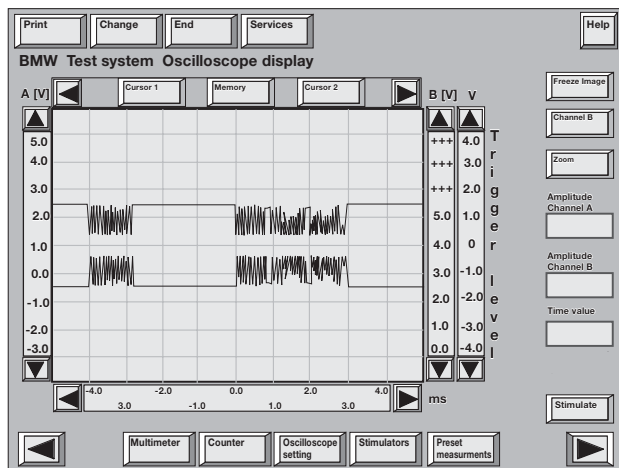 Print Change End Services Help
BMW Test system Oscilloscope display
A [V] Cursor 1 Memory Cursor 2 B [V] V
Freeze Image
Channel B
Zoom
Amplitude
Channel A
Amplitude
Channel B
Time value
Stimulate
5.0
4.0
3.0
2.0
1.0
0.0
-1.0
-2.0
-3.0
+++
+++
+++
5.0
4.0
3.0
2.0
1.0
0.0
4.0
3.0
2.0
1.0
0
-1.0
-2.0
-3.0
-4.0
Trigger level
-4.0 -2.0 0.0 2.0 4.0
3.0 -1.0 1.0 3.0
ms
Multimeter Counter Oscilloscope setting Stimulators Preset measurments